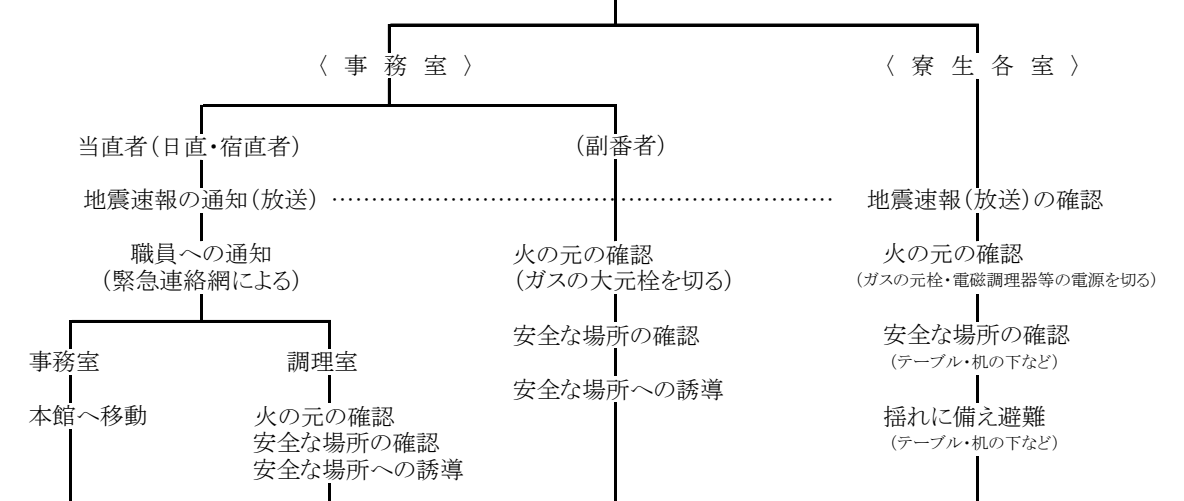 〈 事 務 室 〉
〈 寮 生 各 室 〉
当直者(日直・宿直者)
(副番者)
地震速報の通知(放送) ……………………………………………………
地震速報(放送)の確認
職員への通知
(緊急連絡網による)
火の元の確認
(ガスの大元栓を切る)
火の元の確認
(ガスの元栓・電磁調理器等の電源を切る)
安全な場所の確認
安全な場所の確認
(テーブル・机の下など)
事務室
調理室
安全な場所への誘導
本館へ移動
火の元の確認
安全な場所の確認
安全な場所への誘導
揺れに備え避難
(テーブル・机の下など)